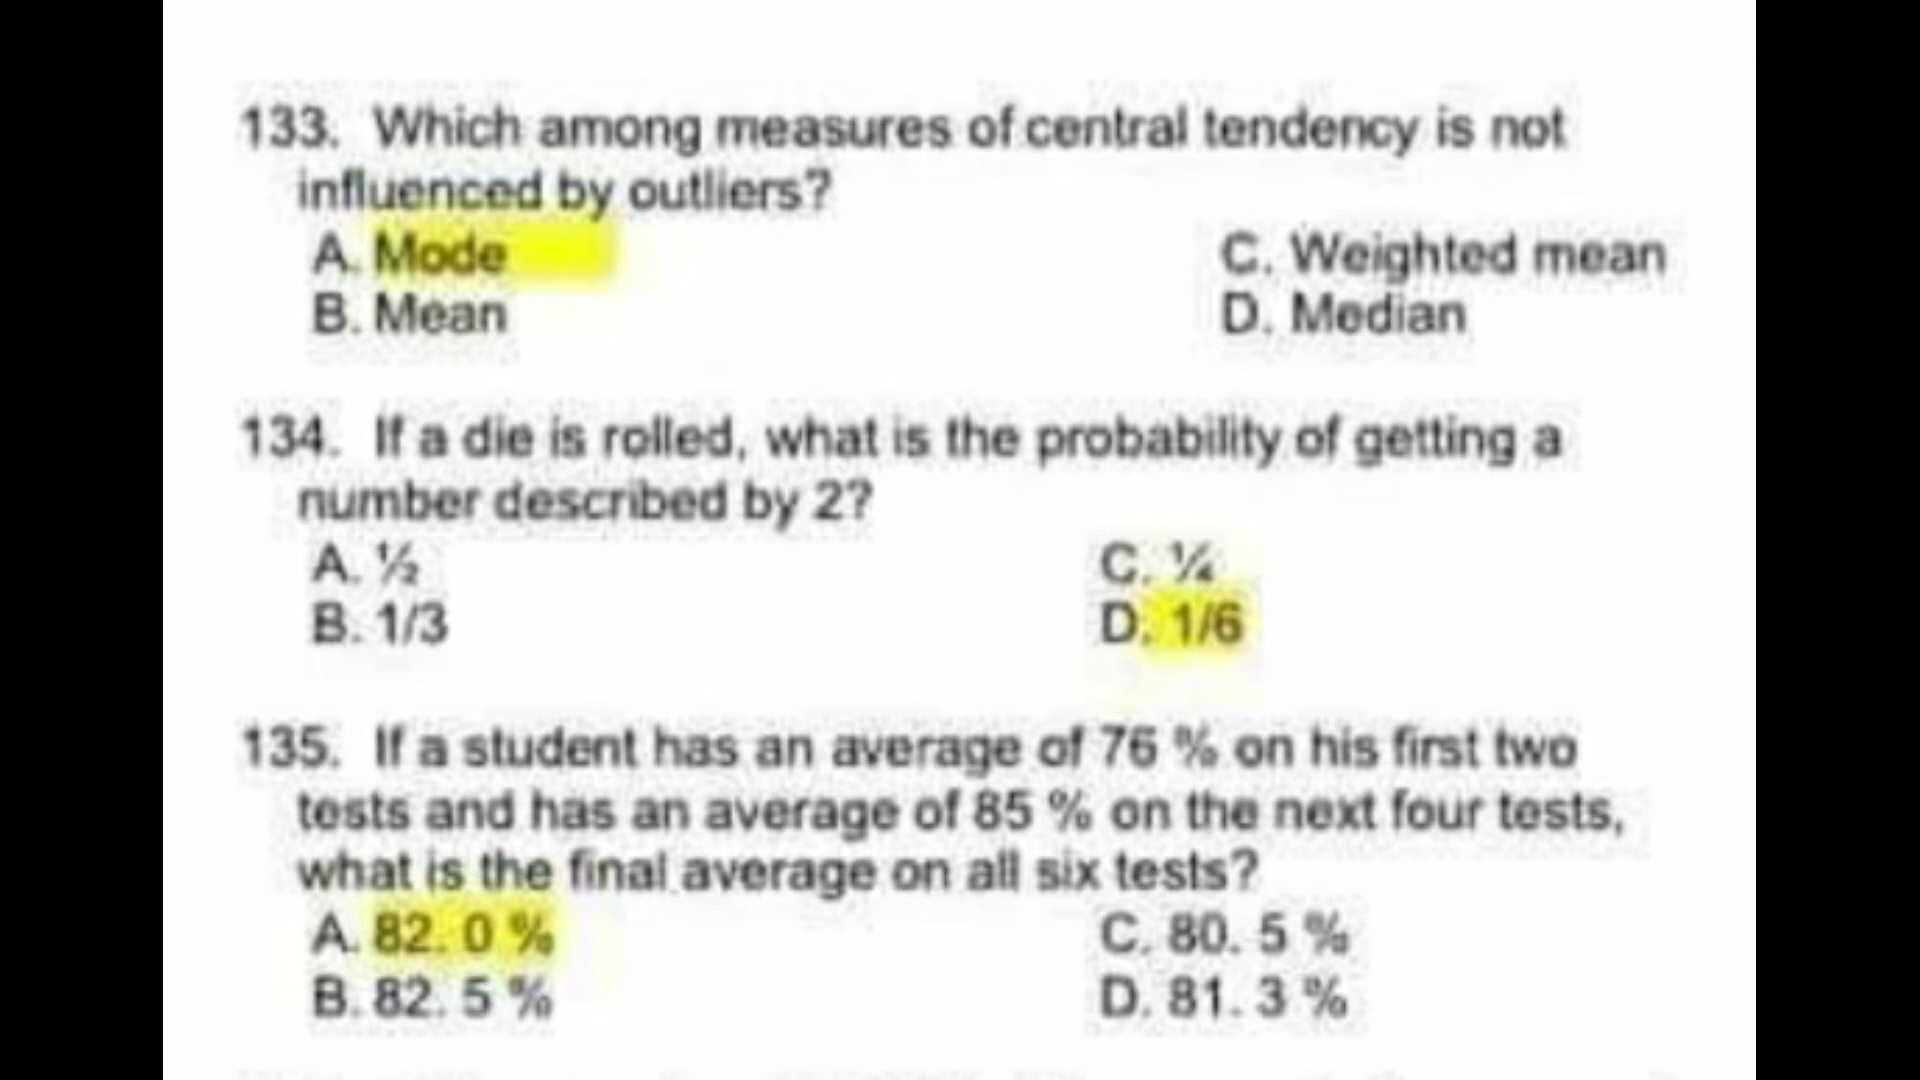 133. Which among measures of central tendency is not
influenced by outliers?
A. Mode
C. Weighted mean
B. Mean
D. Median
134. If a die is rolled, what is the probability of getting a
number described by 2?
A. ½
C. ¼
B. 1/3
D. 1/6
135. If a student has an average of 76 % on his first two
tests and has an average of 85 % on the next four tests,
what is the final average on all six tests?
A. 82. 0 %
C. 80. 5 %
B. 82. 5 %
D. 81. 3 %